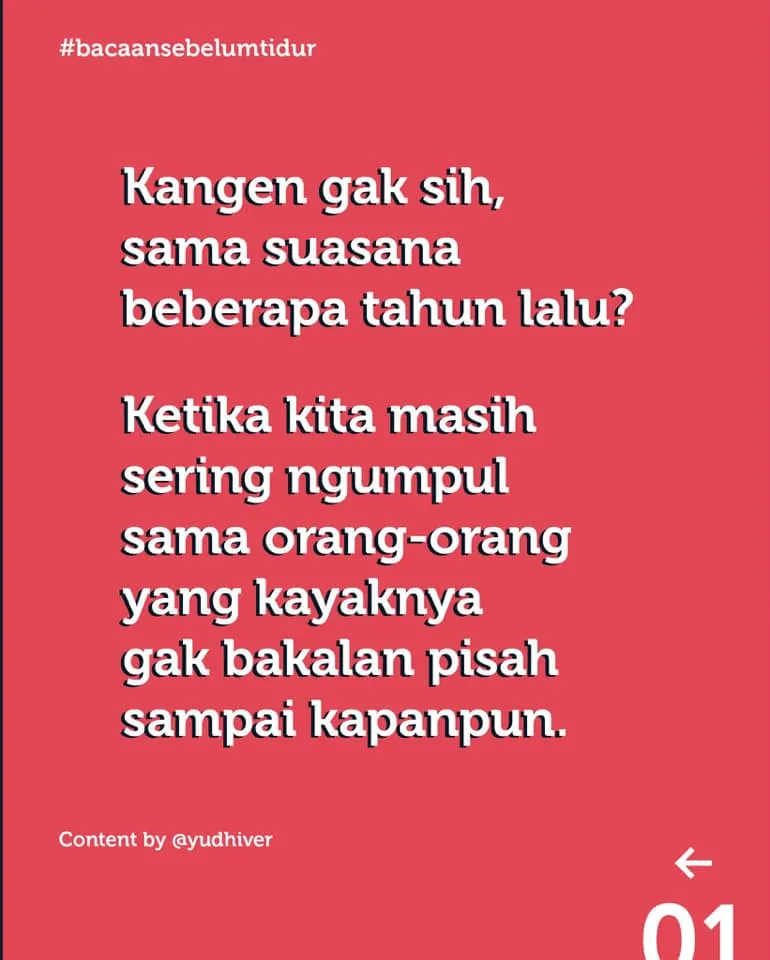 #bacaansebelumtidur
Kangen gak sih,
sama suasana
beberapa tahun lalu?
Ketika kita masih
sering ngumpul
sama orang-orang
yang kayaknya
gak bakalan pisah
sampai kapanpun.
Content by @yudhiver
←
01